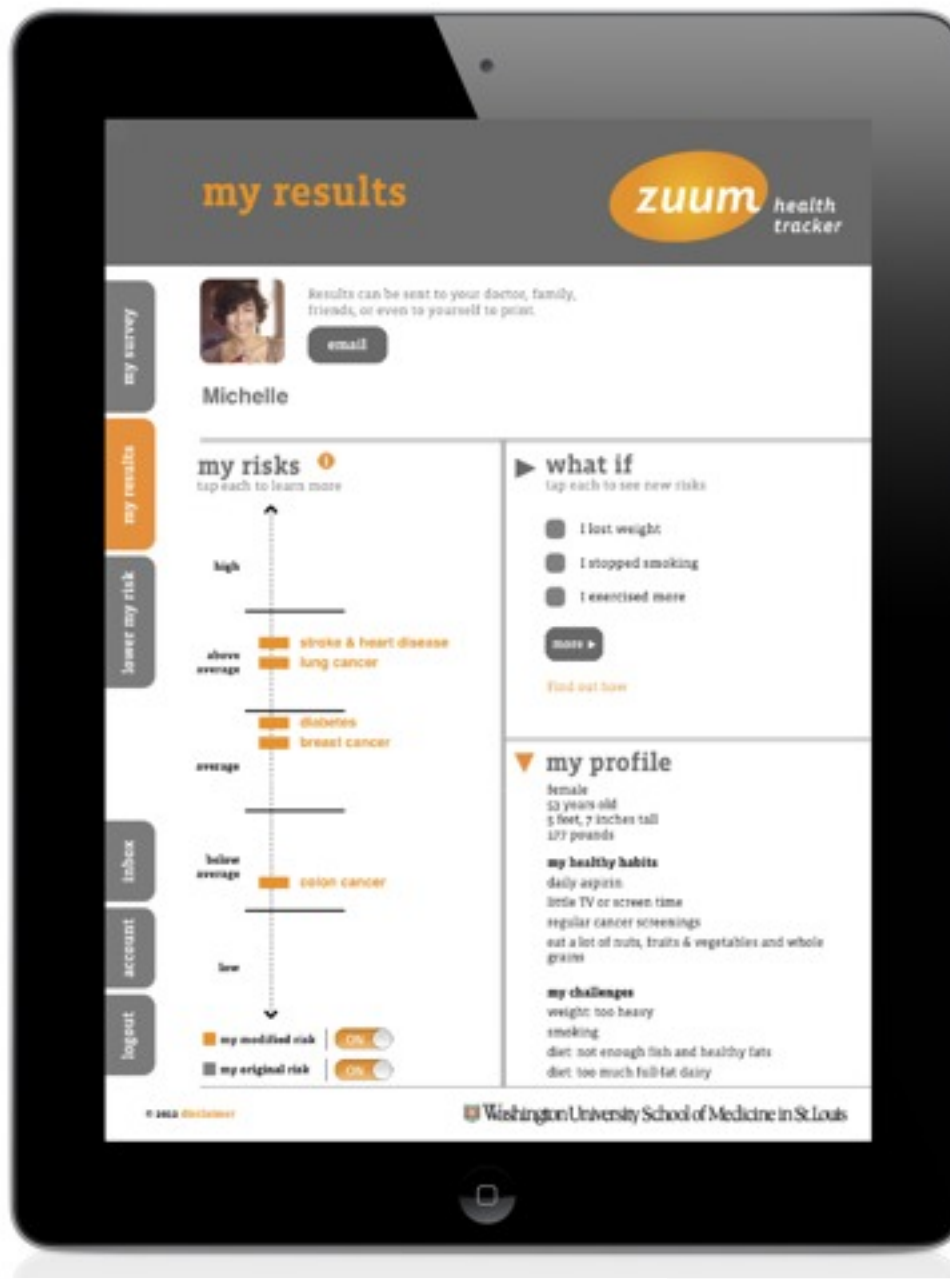 my results
zuum health tracker
my survey
my results
lower my risk
inbox
account
logout
Results can be sent to your doctor, family,
friends, or even to yourself to print.
email
Michelle
my risks
tap each to learn more
high
above
average
average
below
average
low
stroke & heart disease
lung cancer
diabetes
breast cancer
colon cancer
my modified risk ON
my original risk ON
what if
tap each to see new risks
I lost weight
I stopped smoking
I exercised more
more
Find out how
my profile
female
53 years old
5 feet, 7 inches tall
177 pounds
my healthy habits
daily aspirin
little TV or screen time
regular cancer screenings
eat a lot of nuts, fruits & vegetables and whole
grains
my challenges
weight: too heavy
smoking
diet: not enough fish and healthy fats
diet: too much full-fat dairy
© 2012 disclaimer
Washington University School of Medicine in St. Louis